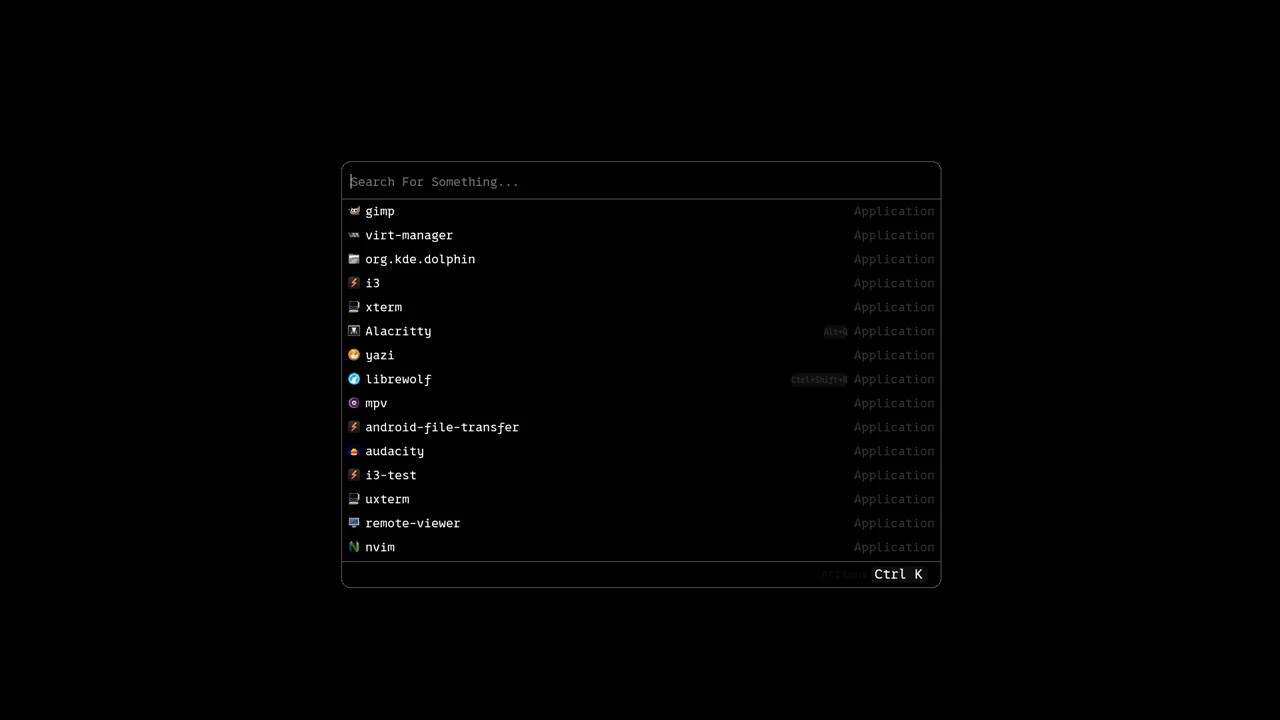 Search For Something...
gimp Application
virt-manager Application
org.kde.dolphin Application
i3 Application
xterm Application
Alacritty Alt+Q Application
yazi Application
librewolf Ctrl+Shift+B Application
mpv Application
android-file-transfer Application
audacity Application
i3-test Application
uxterm Application
remote-viewer Application
nvim Application
Actions Ctrl K